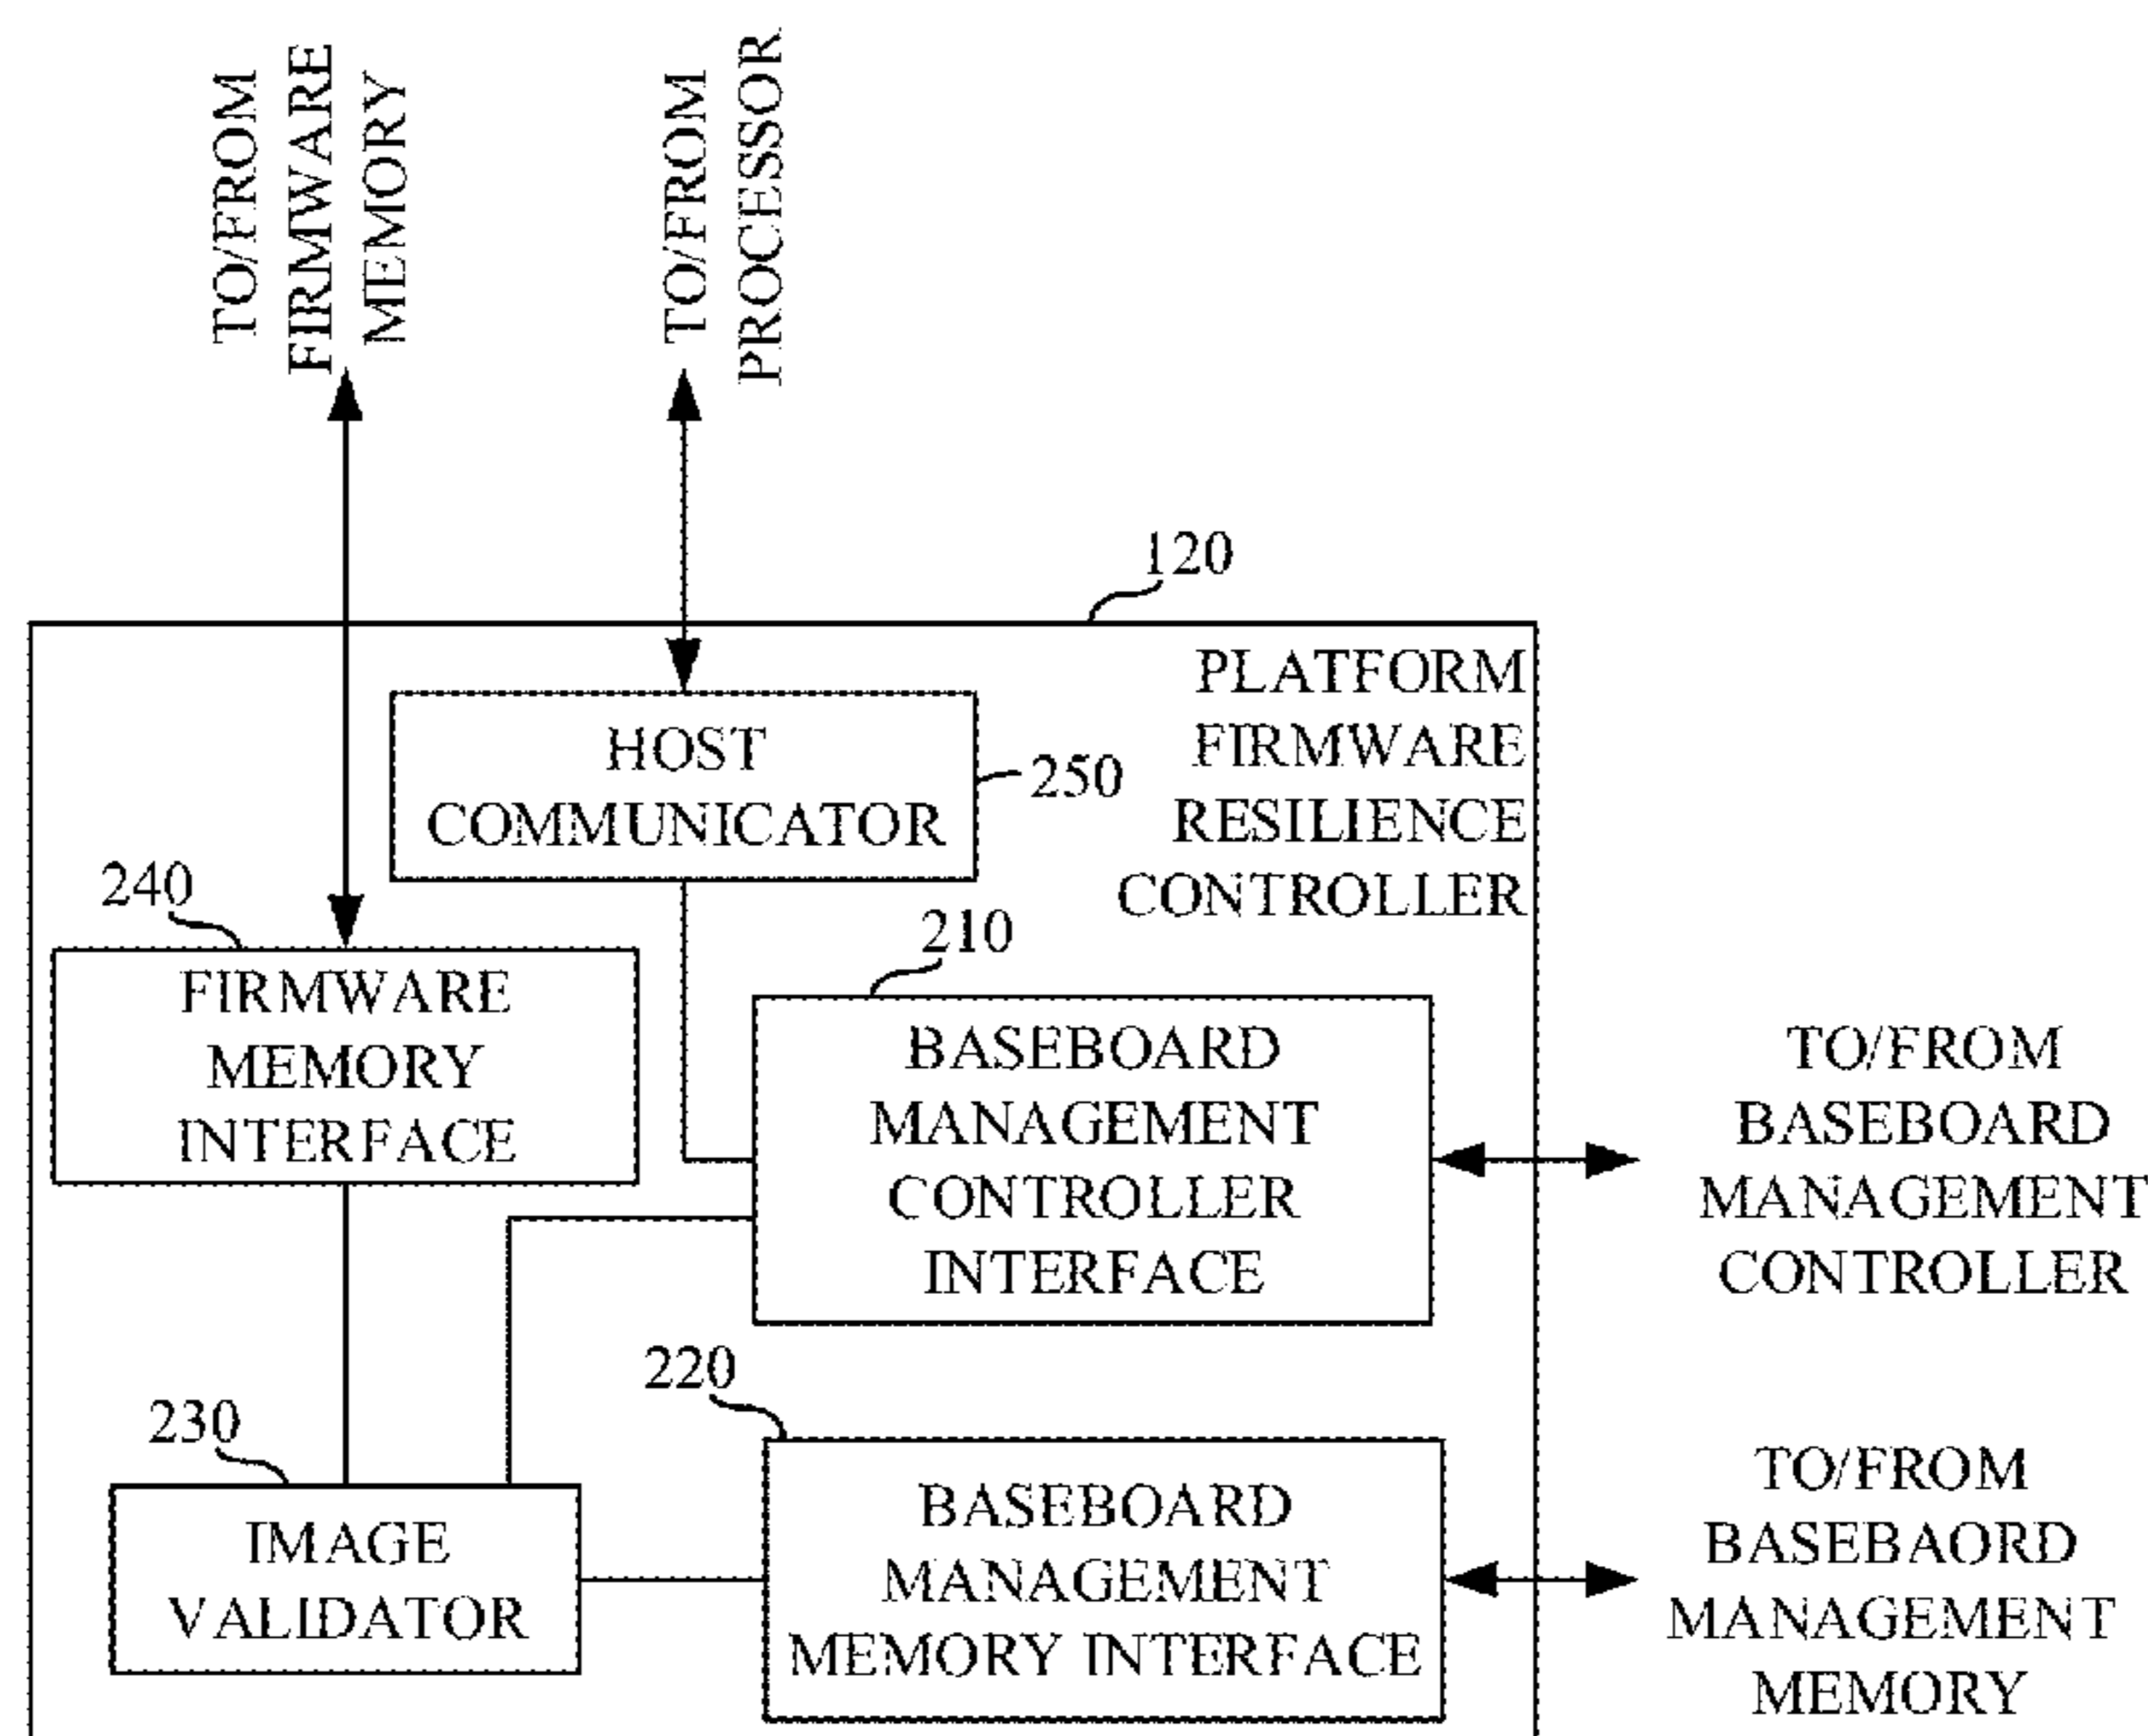 TO/FROM
FIRMWARE
MEMORY
TO/FROM
PROCESSOR
120
PLATFORM
FIRMWARE
RESILIENCE
CONTROLLER
HOST
COMMUNICATOR
250
240
FIRMWARE
MEMORY
INTERFACE
210
BASEBOARD
MANAGEMENT
CONTROLLER
INTERFACE
TO/FROM
BASEBOARD
MANAGEMENT
CONTROLLER
220
230
IMAGE
VALIDATOR
BASEBOARD
MANAGEMENT
MEMORY INTERFACE
TO/FROM
BASEBAORD
MANAGEMENT
MEMORY